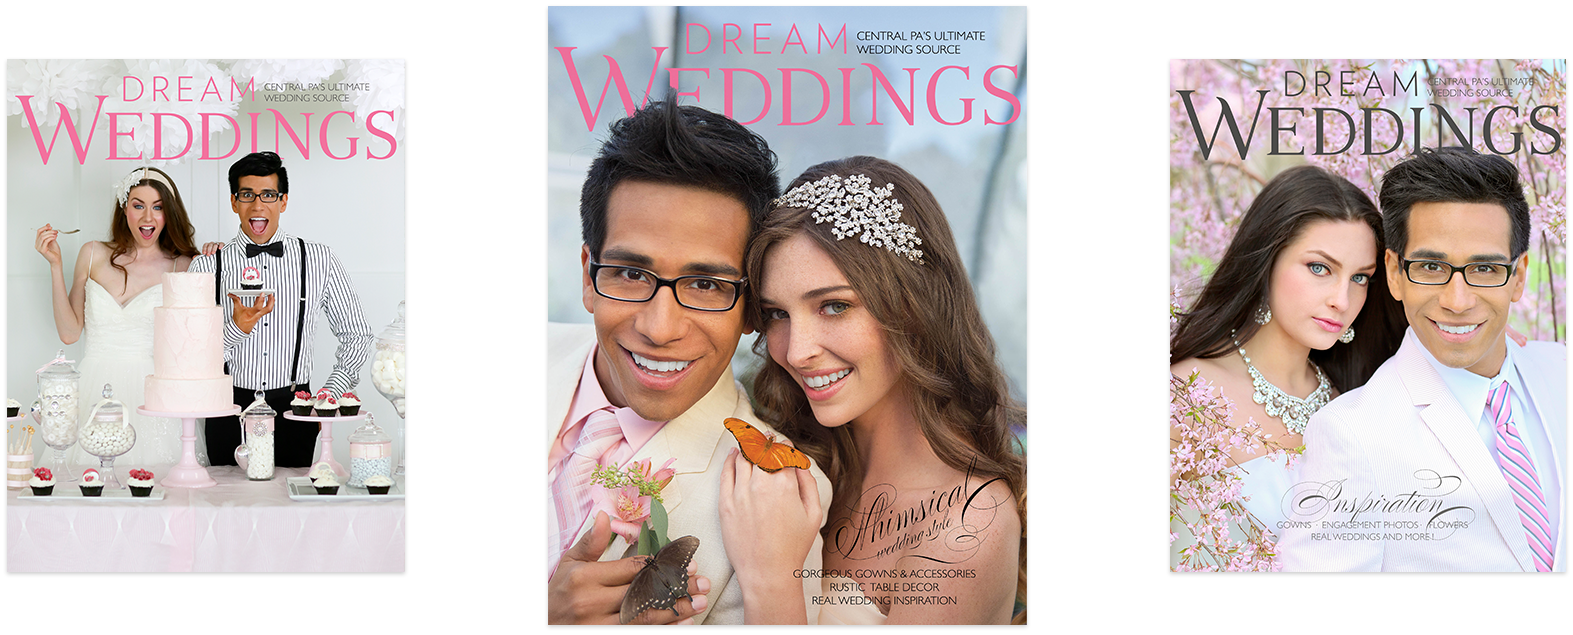 DREAM
CENTRAL PA'S ULTIMATE
WEDDING SOURCE
WEDDINGS
DREAM
CENTRAL PA'S ULTIMATE
WEDDING SOURCE
WEDDINGS
Whimsical
wedding style
GORGEOUS GOWNS & ACCESSORIES
RUSTIC TABLE DECOR
REAL WEDDING INSPIRATION
DREAM
CENTRAL PA'S ULTIMATE
WEDDING SOURCE
WEDDINGS
Inspiration
GOWNS · ENGAGEMENT PHOTOS · FLOWERS
REAL WEDDINGS AND MORE!